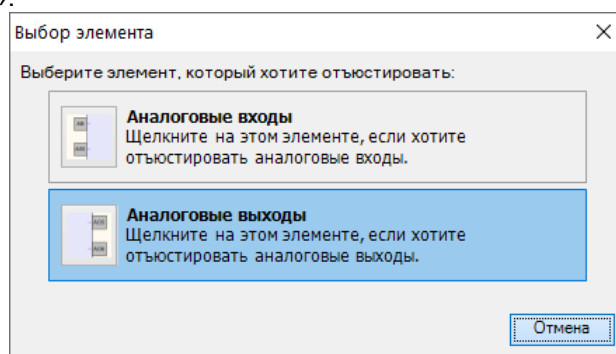 Выбор элемента
Выберите элемент, который хотите отъюстировать:
Аналоговые входы
Щелкните на этом элементе, если хотите
отъюстировать аналоговые входы.
Аналоговые выходы
Щелкните на этом элементе, если хотите
отъюстировать аналоговые выходы.
Отмена